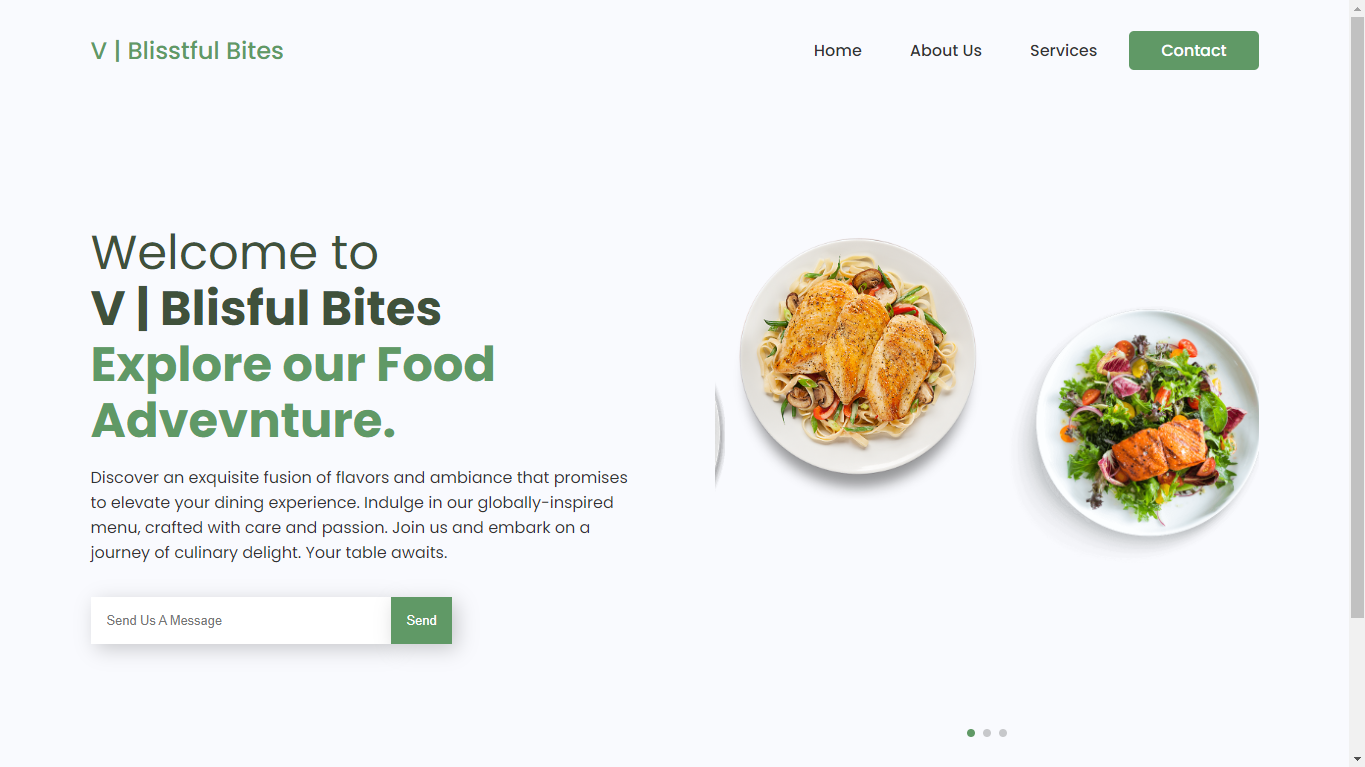 V | Blisstful Bites
Home
About Us
Services
Contact
Welcome to
V | Blisful Bites
Explore our Food
Advevnture.
Discover an exquisite fusion of flavors and ambiance that promises
to elevate your dining experience. Indulge in our globally-inspired
menu, crafted with care and passion. Join us and embark on a
journey of culinary delight. Your table awaits.
Send Us A Message
Send